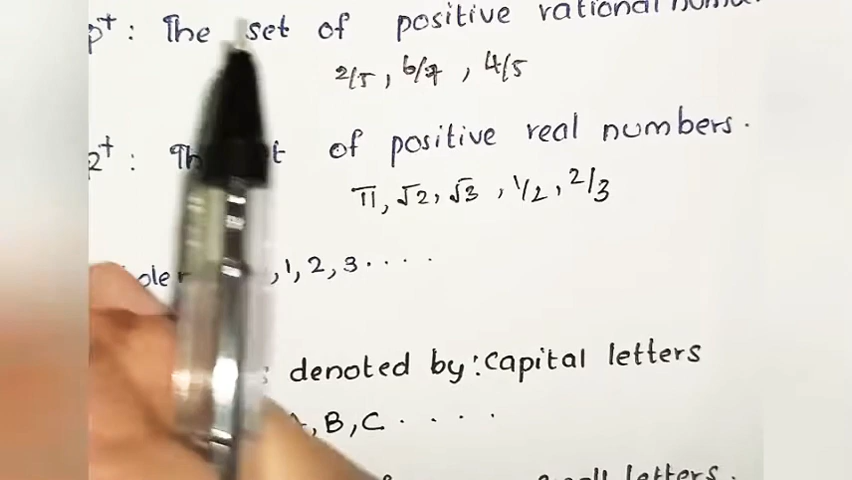 : The set of positive rational
2/5, 6/7, 4/5
: of positive real numbers.
π, √2, √3, 1/2, 2/3
, 1, 2, 3 . . . .
denoted by: Capital letters
, B, C . . . .
letters.